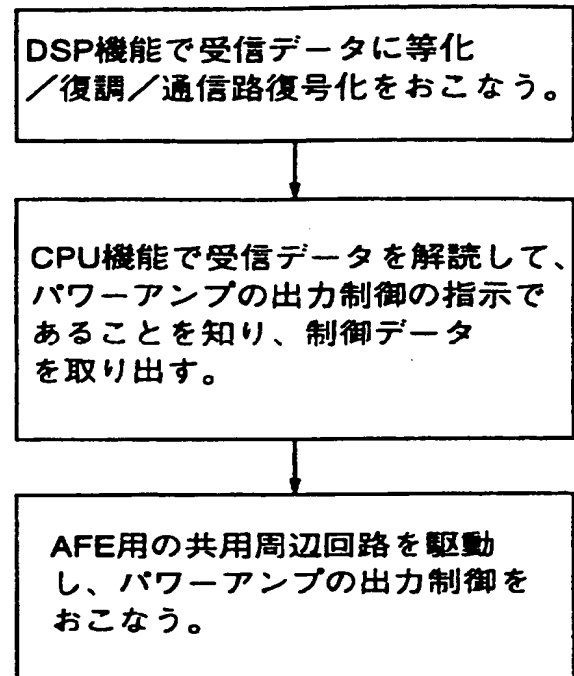 DSP機能で受信データに等化
／復調／通信路復号化をおこなう。
CPU機能で受信データを解読して、
パワーアンプの出力制御の指示で
あることを知り、制御データ
を取り出す。
AFE用の共用周辺回路を駆動
し、パワーアンプの出力制御を
おこなう。